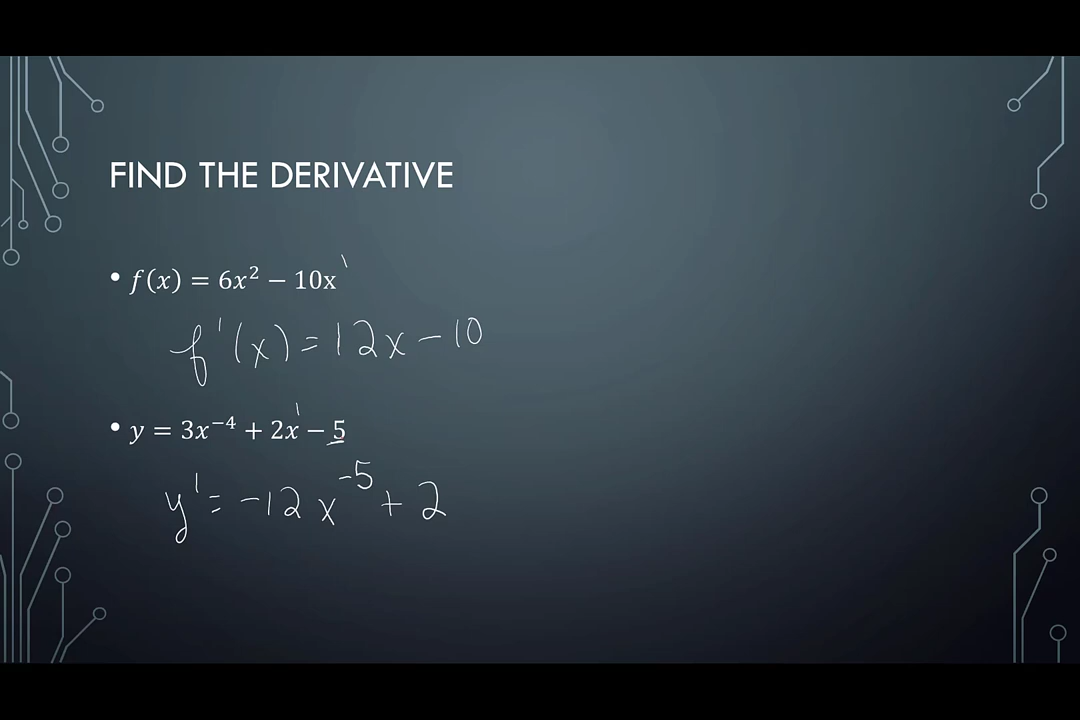 FIND THE DERIVATIVE
• f(x) = 6x² − 10x¹
f'(x) = 12x − 10
• y = 3x⁻⁴ + 2x¹ − 5
y' = -12x⁻⁵ + 2